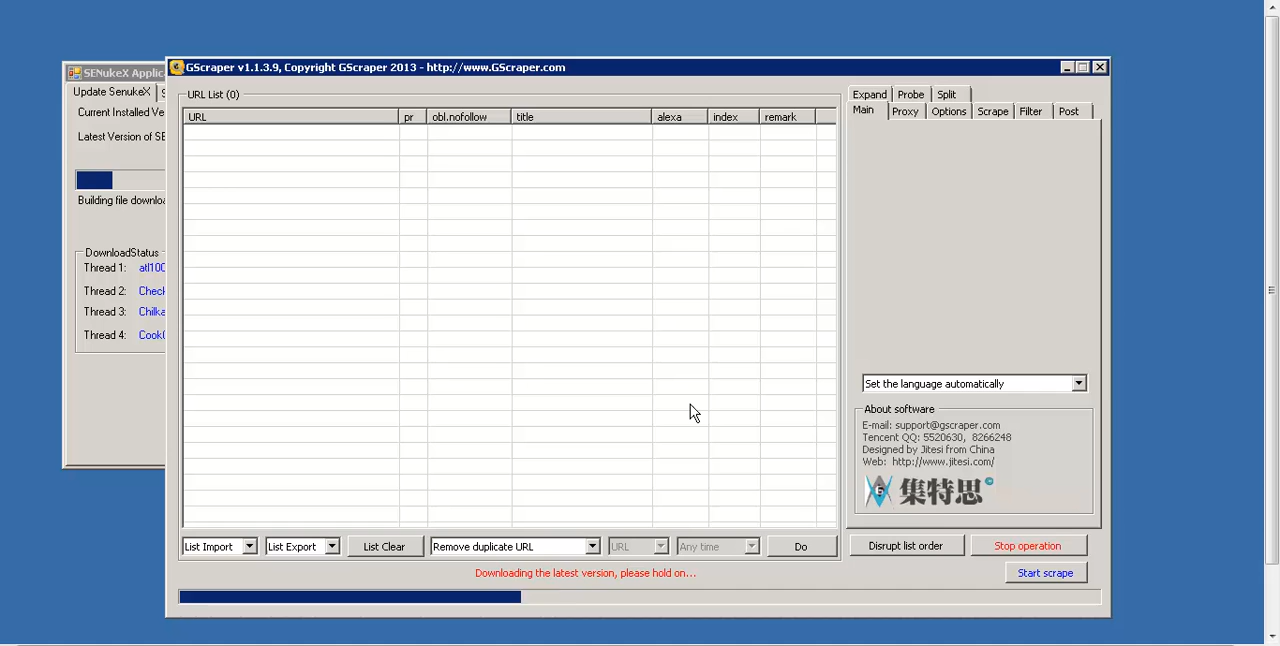 SENukeX Applica
Update SenukeX
Current Installed Ve
Latest Version of SE
Building file downloa
DownloadStatus
Thread 1: atl100
Thread 2: Check
Thread 3: Chilka
Thread 4: Cook
GScraper v1.1.3.9, Copyright GScraper 2013 - http://www.GScraper.com
URL List (0)
URL pr obl.nofollow title alexa index remark
Expand Probe Split
Main Proxy Options Scrape Filter Post
Set the language automatically
About software
E-mail: support@gscraper.com
Tencent QQ: 5520630, 8266248
Designed by Jitesi from China
Web: http://www.jitesi.com/
集特思©
List Import List Export List Clear Remove duplicate URL URL Any time Do
Disrupt list order Stop operation
Downloading the latest version, please hold on...
Start scrape